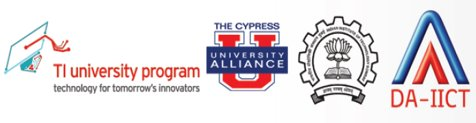 TI university program
technology for tomorrow's innovators
THE CYPRESS
UNIVERSITY
ALLIANCE
U
DA-IICT